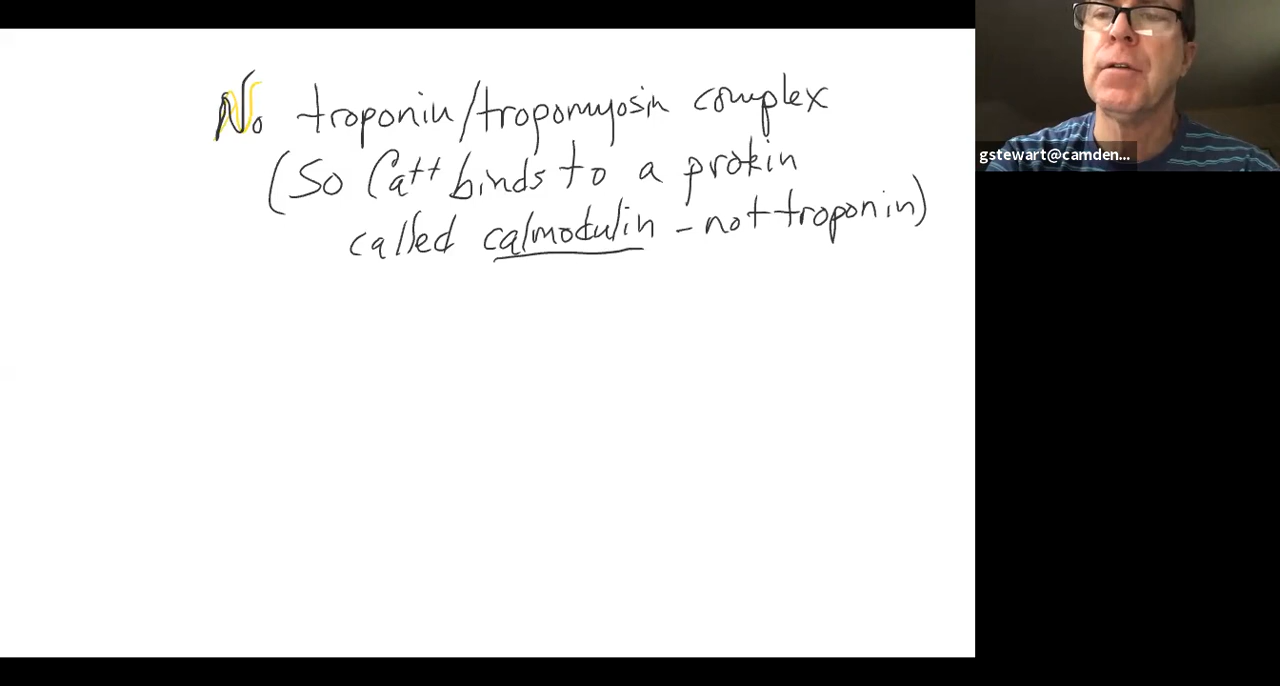 No troponin/tropomyosin complex
(So Ca++ binds to a protein
called calmodulin - not troponin)
gstewart@camden...